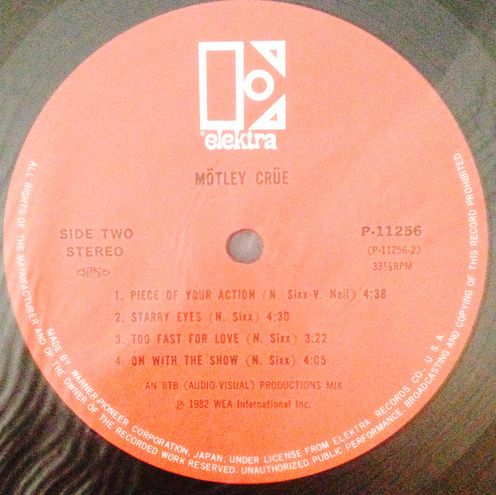 elektra
MÖTLEY CRÜE
SIDE TWO
STEREO
P-11256
(P-11256-2)
33⅓RPM
1. PIECE OF YOUR ACTION (N. Sixx-V. Neil) 4:38
2. STARRY EYES (N. Sixx) 4:30
3. TOO FAST FOR LOVE (N. Sixx) 3:22
4. ON WITH THE SHOW (N. Sixx) 4:05
AN RTB (AUDIO-VISUAL) PRODUCTIONS MIX
℗ 1982 WEA International Inc.
ALL RIGHTS OF THE MANUFACTURER AND OF THE OWNER OF THE RECORDED WORK RESERVED. UNAUTHORIZED PUBLIC PERFORMANCE, BROADCASTING AND COPYING OF THIS RECORD PROHIBITED.
MADE BY WARNER-PIONEER CORPORATION, JAPAN, UNDER LICENSE FROM ELEKTRA RECORDS CO., U.S.A.